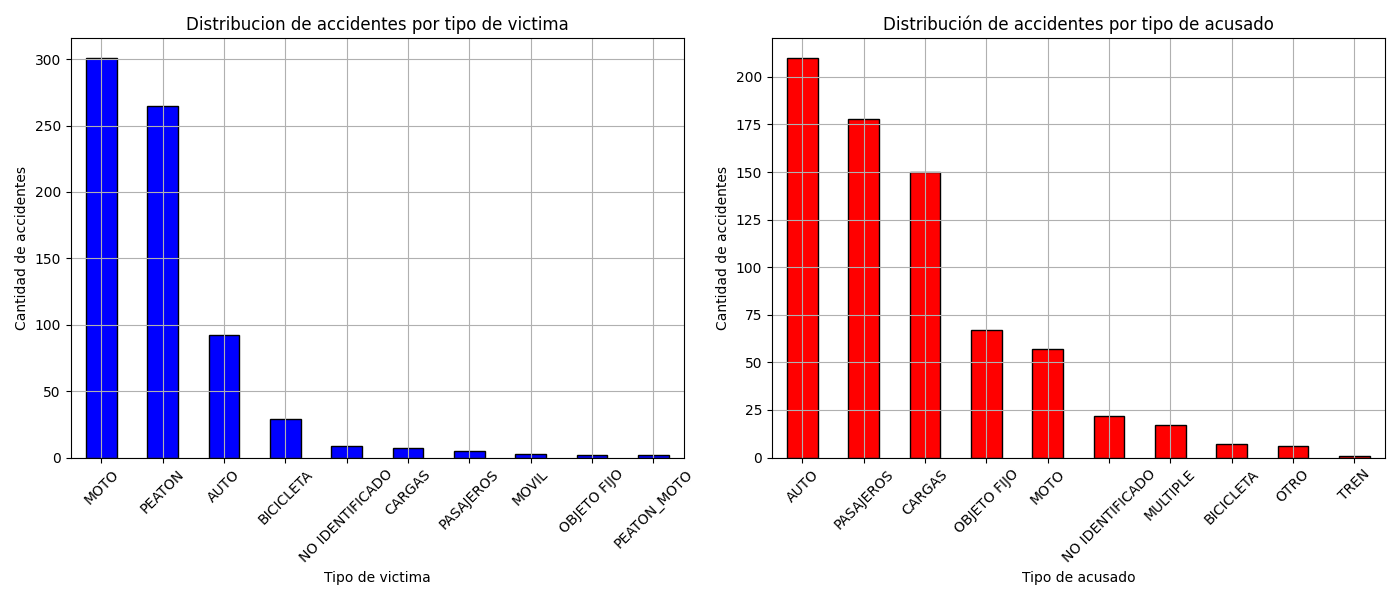 Distribucion de accidentes por tipo de victima
Cantidad de accidentes
300
250
200
150
100
50
0
MOTO
PEATON
AUTO
BICICLETA
NO IDENTIFICADO
CARGAS
PASAJEROS
MOVIL
OBJETO FIJO
PEATON_MOTO
Tipo de victima
Distribución de accidentes por tipo de acusado
Cantidad de accidentes
200
175
150
125
100
75
50
25
0
AUTO
PASAJEROS
CARGAS
OBJETO FIJO
MOTO
NO IDENTIFICADO
MULTIPLE
BICICLETA
OTRO
TREN
Tipo de acusado